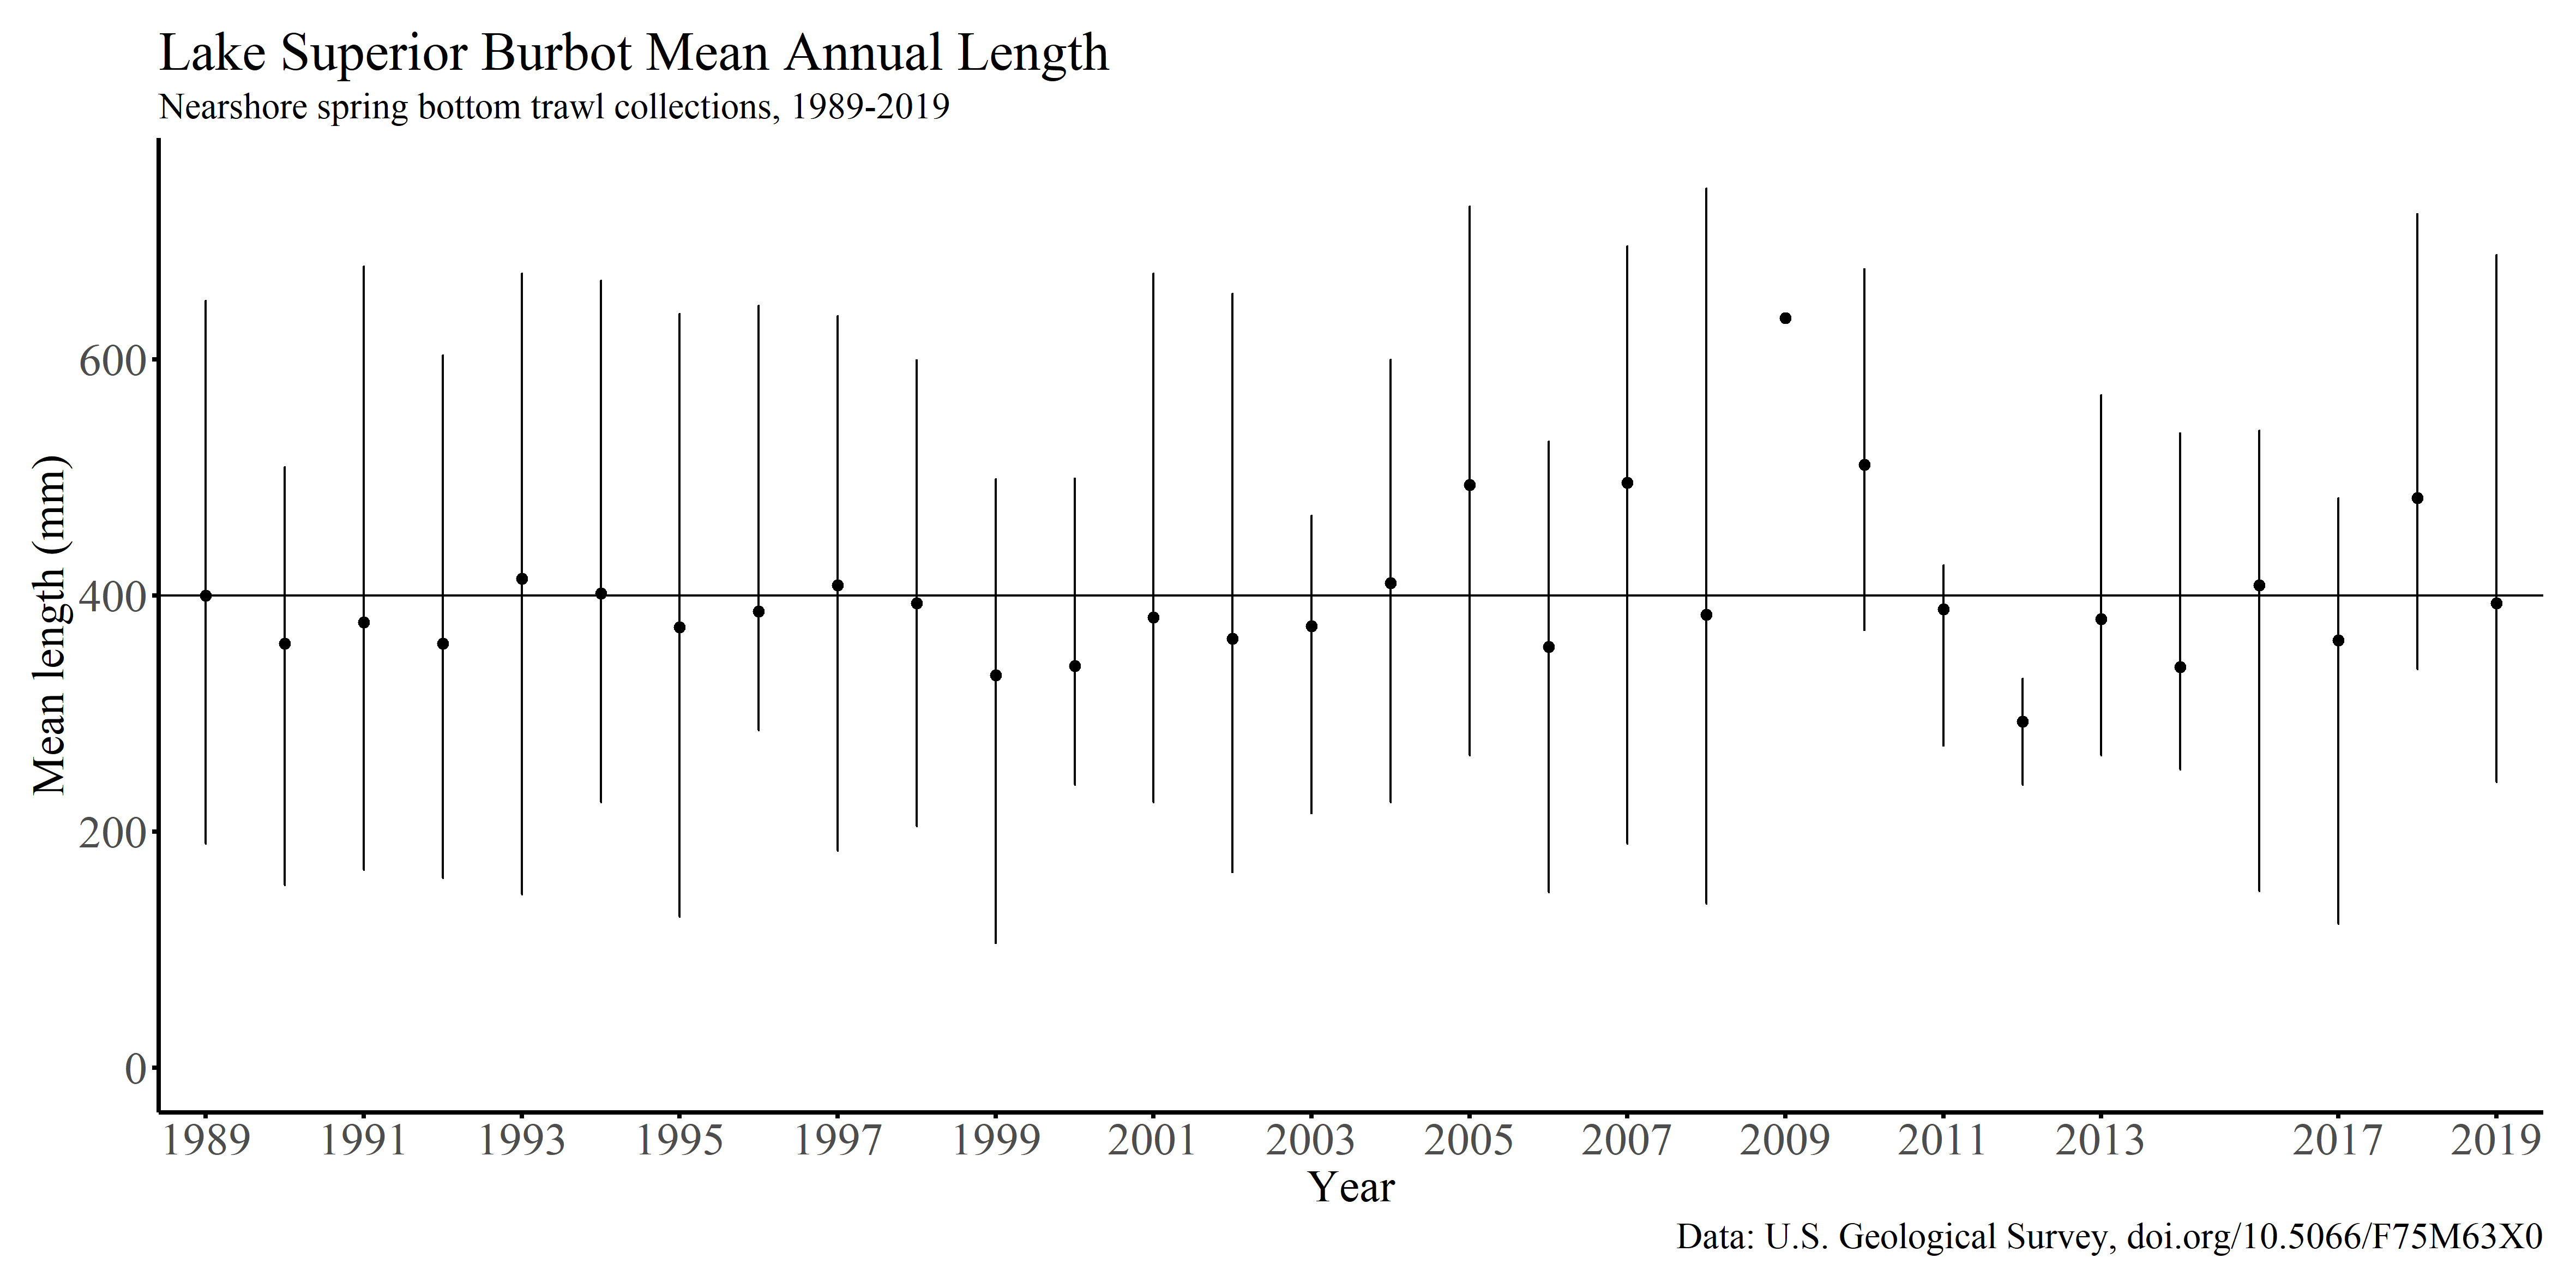 Lake Superior Burbot Mean Annual Length
Nearshore spring bottom trawl collections, 1989-2019
Mean length (mm)
600
400
200
0
1989 1991 1993 1995 1997 1999 2001 2003 2005 2007 2009 2011 2013 2017 2019
Year
Data: U.S. Geological Survey, doi.org/10.5066/F75M63X0